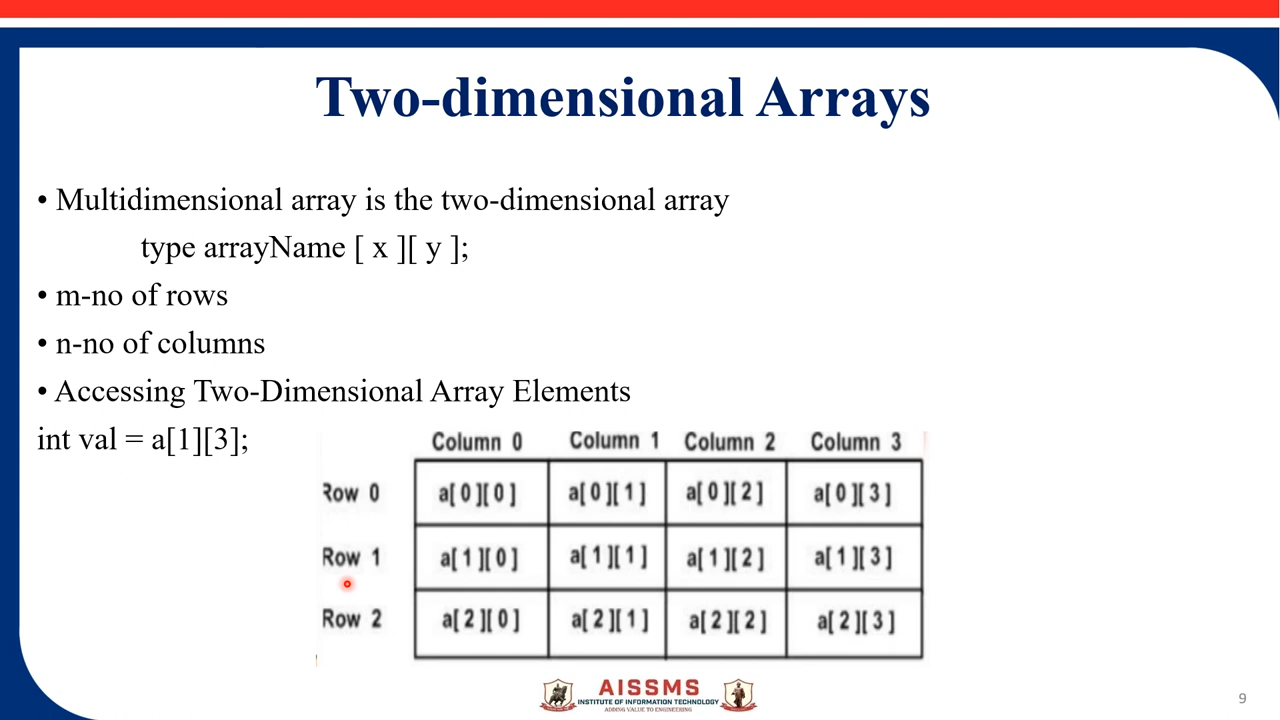 Two-dimensional Arrays
• Multidimensional array is the two-dimensional array
type arrayName [ x ][ y ];
• m-no of rows
• n-no of columns
• Accessing Two-Dimensional Array Elements
int val = a[1][3];
Column 0 Column 1 Column 2 Column 3
Row 0 a[0][0] a[0][1] a[0][2] a[0][3]
Row 1 a[1][0] a[1][1] a[1][2] a[1][3]
Row 2 a[2][0] a[2][1] a[2][2] a[2][3]
AISSMS
INSTITUTE OF INFORMATION TECHNOLOGY
ADDING VALUE TO ENGINEERING
9